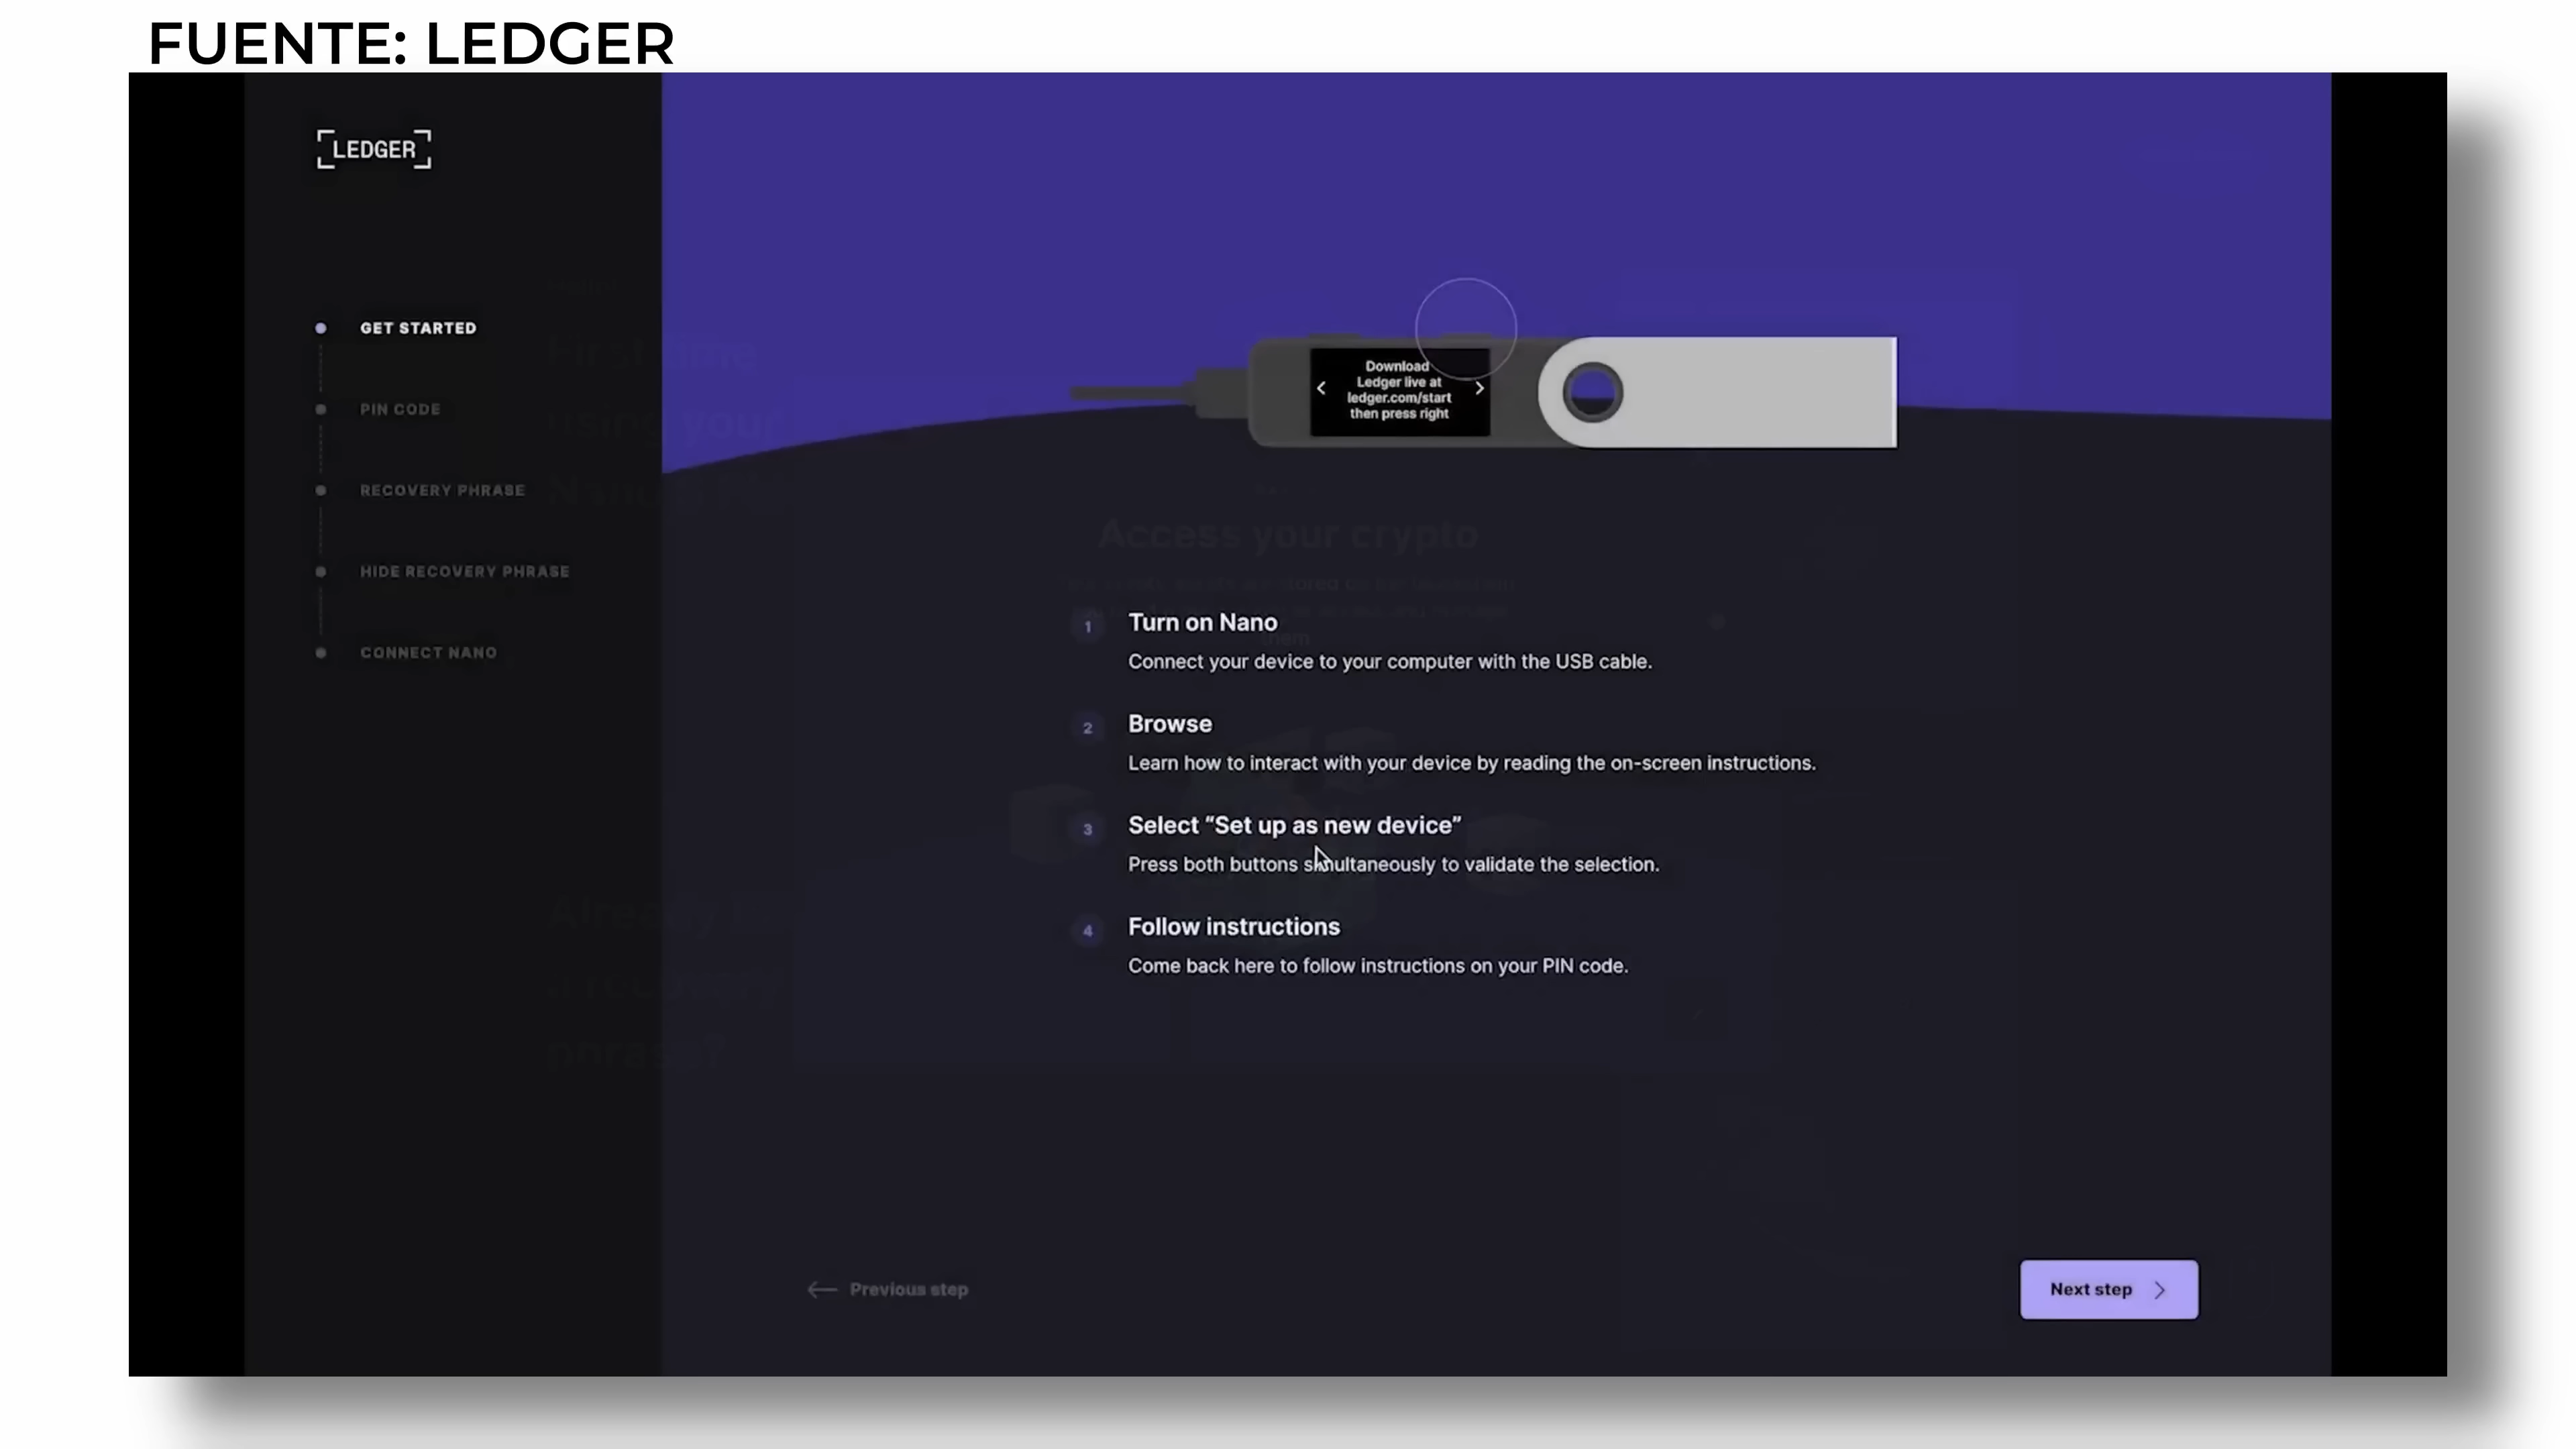 FUENTE: LEDGER
LEDGER
GET STARTED
PIN CODE
RECOVERY PHRASE
HIDE RECOVERY PHRASE
CONNECT NANO
Download
Ledger live at
ledger.com/start
then press right
Access your crypto
1 Turn on Nano
Connect your device to your computer with the USB cable.
2 Browse
Learn how to interact with your device by reading the on-screen instructions.
3 Select “Set up as new device”
Press both buttons simultaneously to validate the selection.
4 Follow instructions
Come back here to follow instructions on your PIN code.
Previous step
Next step